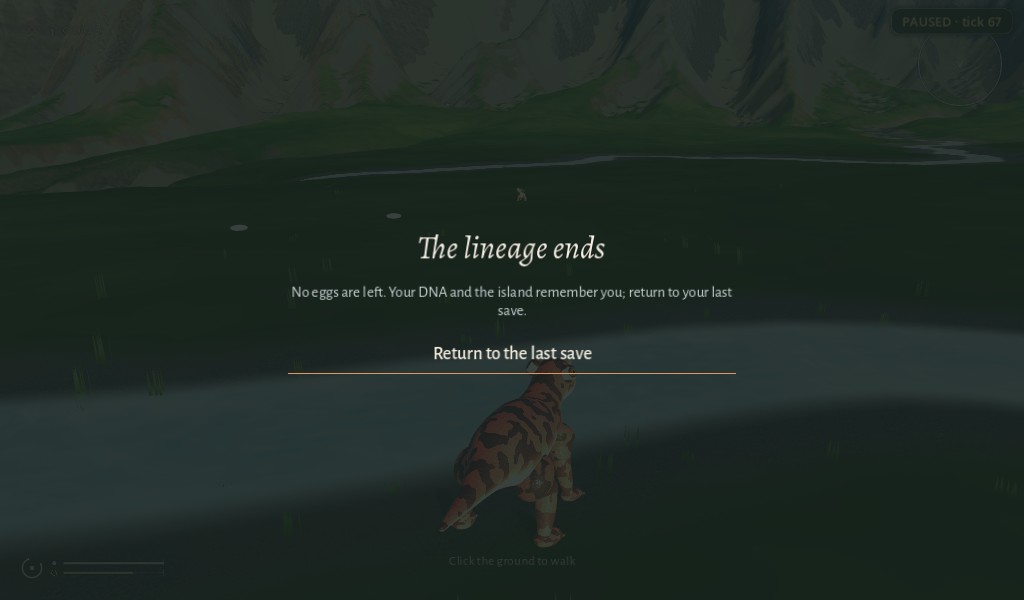 PAUSED · tick 67
The lineage ends
No eggs are left. Your DNA and the island remember you; return to your last
save.
Return to the last save
Click the ground to walk